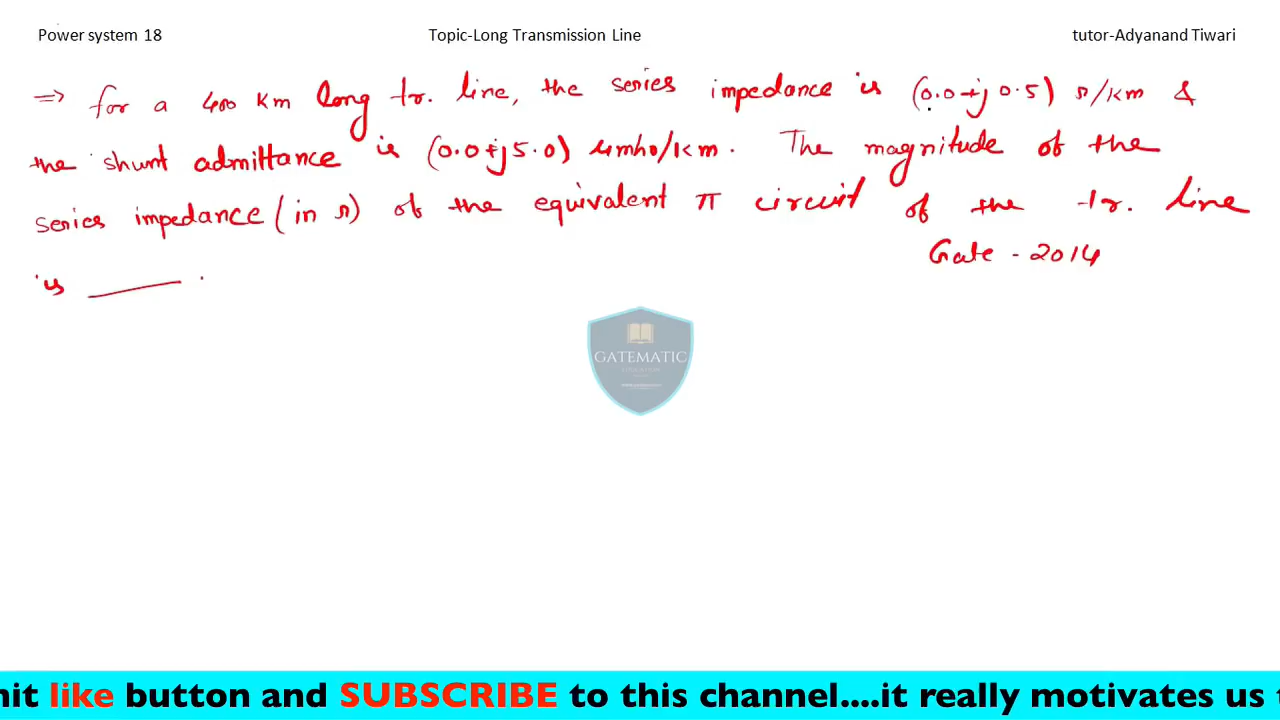 Power system 18 Topic-Long Transmission Line tutor-Adyanand Tiwari
⇒ for a 400 Km long tr. line, the series impedance is (0.0+j 0.5) Ω/Km &
the shunt admittance is (0.0+j5.0) μmho/Km. The magnitude of the
series impedance (in Ω) of the equivalent π circuit of the tr. line
is ______ .
Gate - 2014
GATEMATIC
EDUCATION
hit like button and SUBSCRIBE to this channel....it really motivates us t